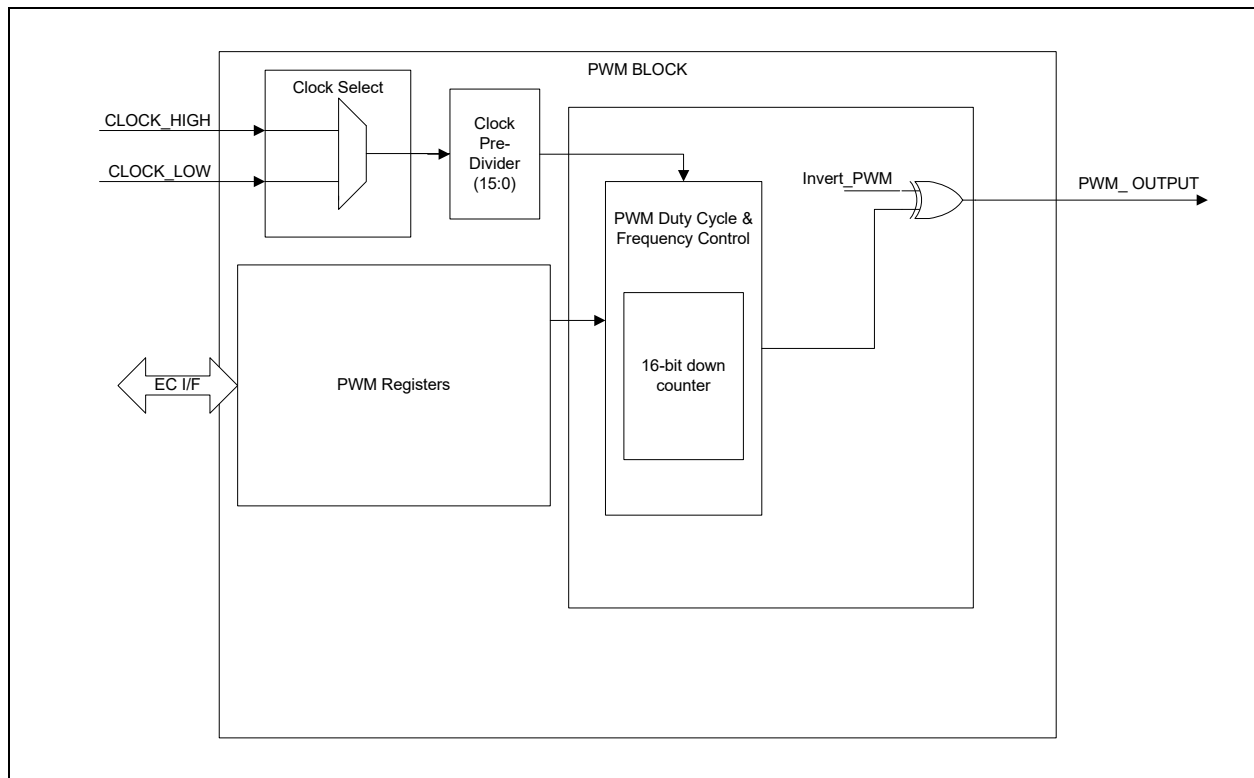 PWM BLOCK
Clock Select
CLOCK_HIGH
CLOCK_LOW
Clock
Pre-
Divider
(15:0)
Invert_PWM
PWM_ OUTPUT
PWM Duty Cycle &
Frequency Control
16-bit down
counter
EC I/F
PWM Registers